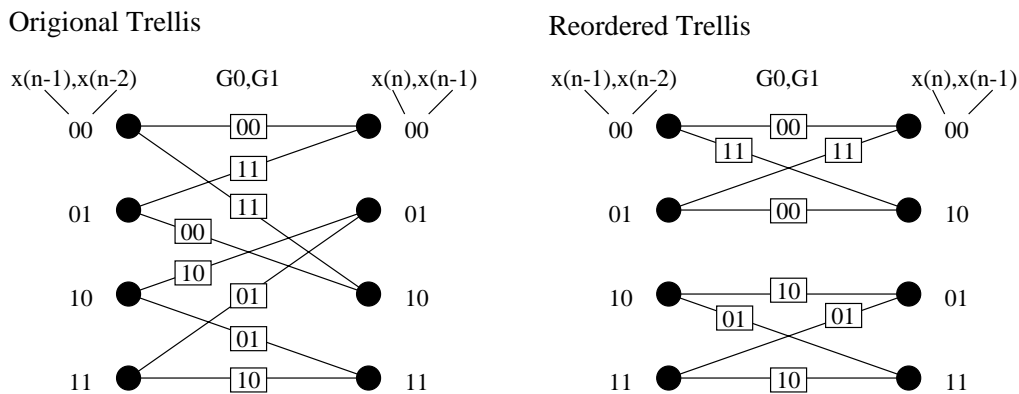 Origional Trellis
Reordered Trellis
x(n-1),x(n-2) G0,G1 x(n),x(n-1)
x(n-1),x(n-2) G0,G1 x(n),x(n-1)
00 00 00
11
01 11 01
00
10
10 01 10
01
11 10 11
00 00 00
11 11
01 00 10
10 10 01
01 01
11 10 11